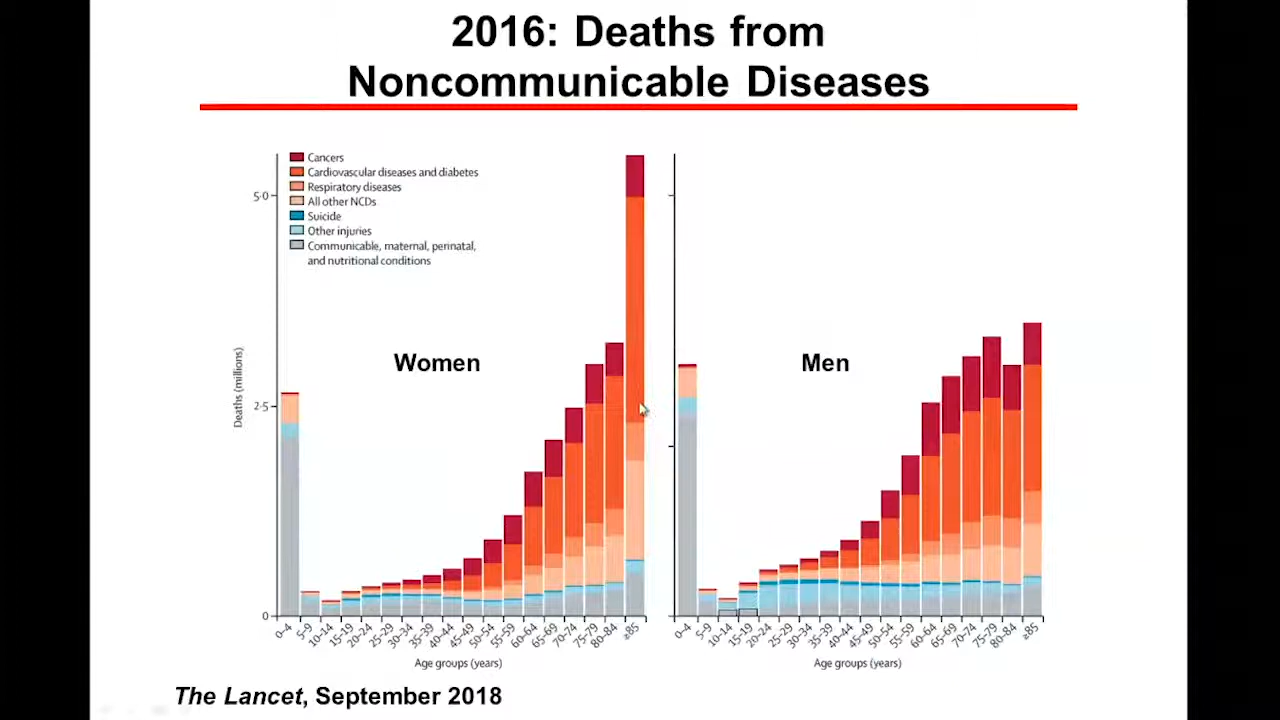 2016: Deaths from
Noncommunicable Diseases
Cancers
Cardiovascular diseases and diabetes
Respiratory diseases
All other NCDs
Suicide
Other injuries
Communicable, maternal, perinatal,
and nutritional conditions
5·0
2·5
0
Deaths (millions)
Women
Men
0–4
5–9
10–14
15–19
20–24
25–29
30–34
35–39
40–44
45–49
50–54
55–59
60–64
65–69
70–74
75–79
80–84
≥85
Age groups (years)
0–4
5–9
10–14
15–19
20–24
25–29
30–34
35–39
40–44
45–49
50–54
55–59
60–64
65–69
70–74
75–79
80–84
≥85
Age groups (years)
The Lancet, September 2018